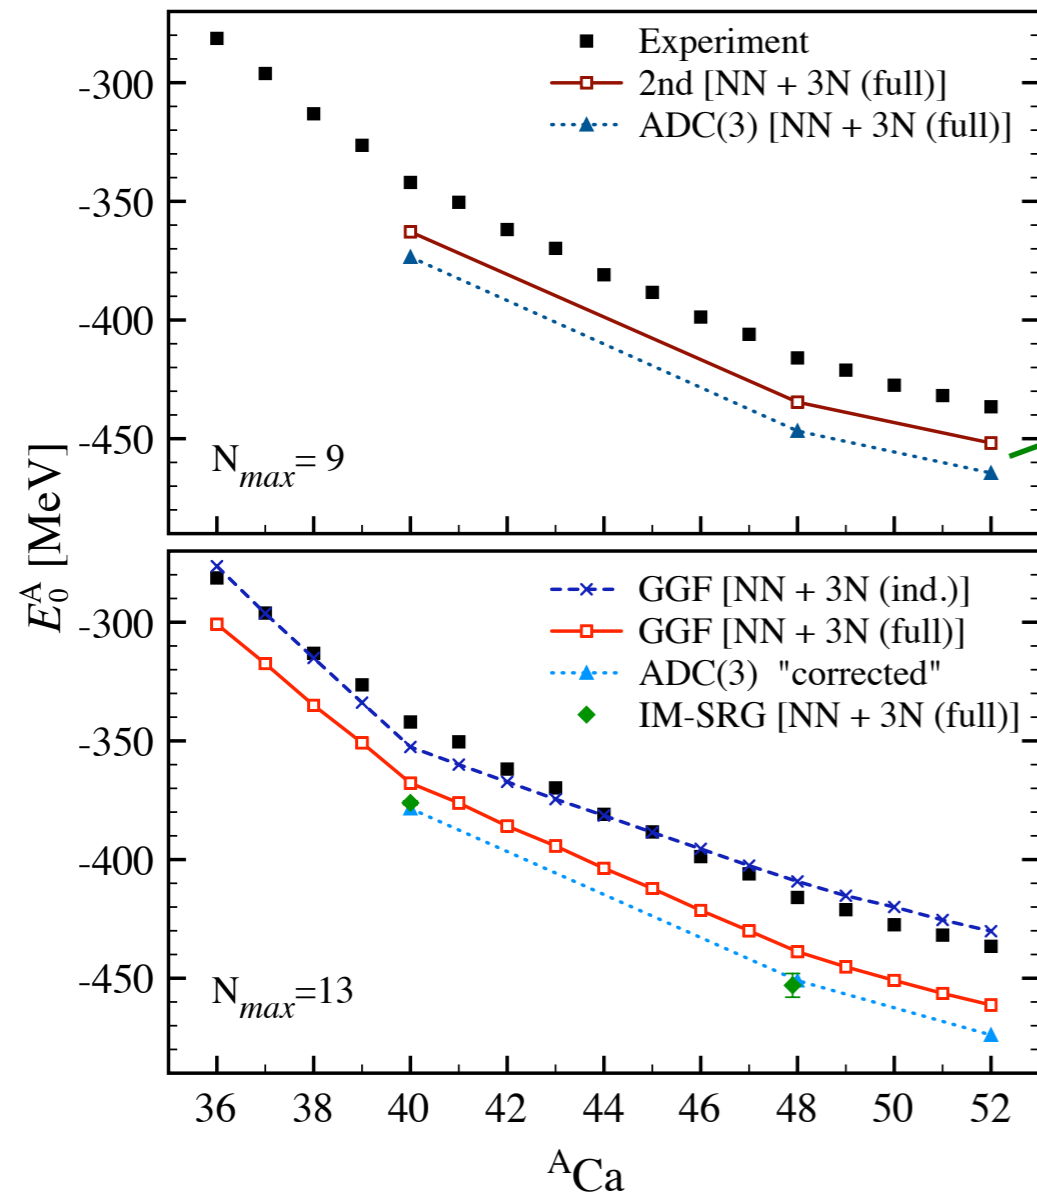 Experiment
2nd [NN + 3N (full)]
ADC(3) [NN + 3N (full)]
-300
-350
-400
-450
N_max= 9
E_0^A [MeV]
GGF [NN + 3N (ind.)]
GGF [NN + 3N (full)]
ADC(3) "corrected"
IM-SRG [NN + 3N (full)]
-300
-350
-400
-450
N_max=13
36 38 40 42 44 46 48 50 52
^ACa